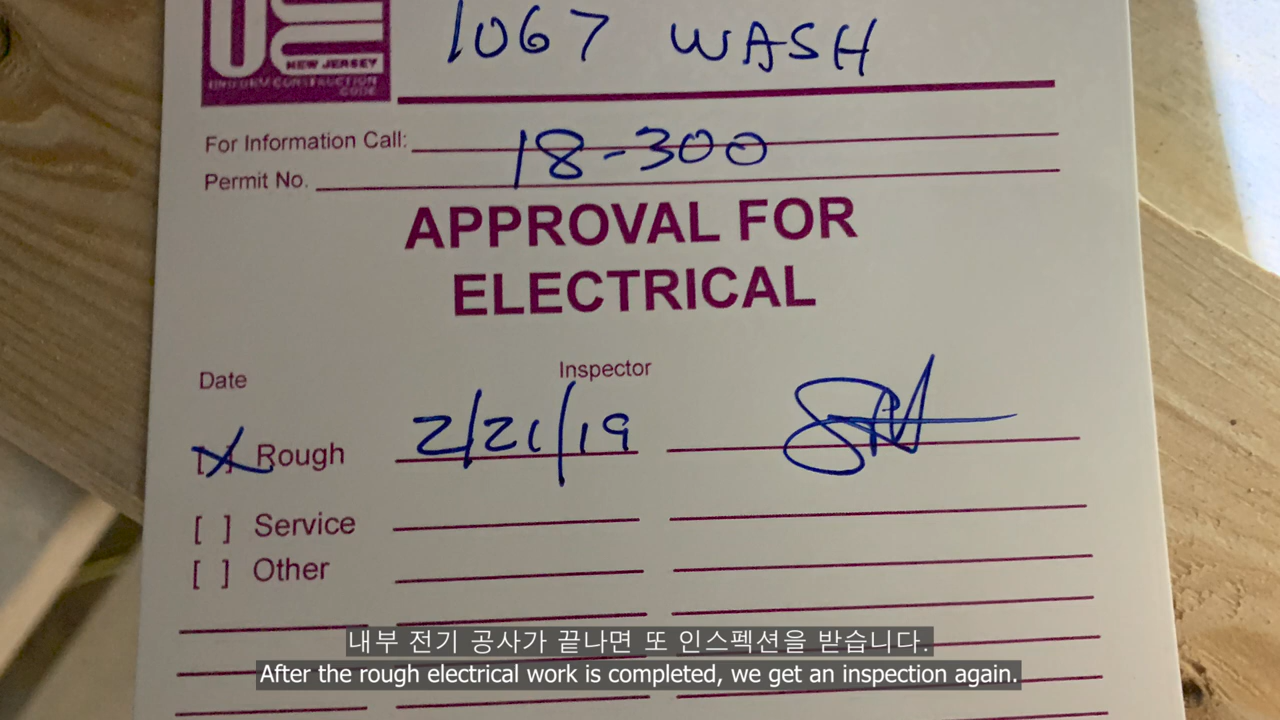 1067 WASH
NEW JERSEY
UNIFORM CONSTRUCTION
CODE
For Information Call:
18-300
Permit No.
APPROVAL FOR
ELECTRICAL
Date
Inspector
[X] Rough 2/21/19
[ ] Service
[ ] Other
내부 전기 공사가 끝나면 또 인스펙션을 받습니다.
After the rough electrical work is completed, we get an inspection again.